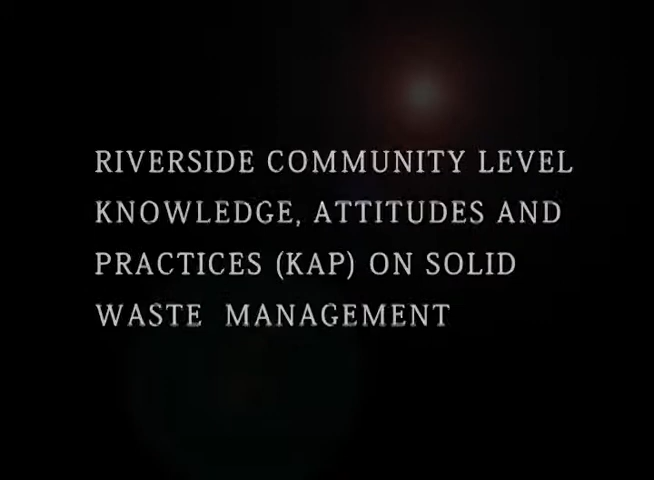 RIVERSIDE COMMUNITY LEVEL
KNOWLEDGE, ATTITUDES AND
PRACTICES (KAP) ON SOLID
WASTE MANAGEMENT